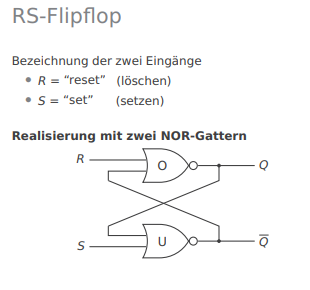 RS-Flipflop
Bezeichnung der zwei Eingänge
• R = “reset” (löschen)
• S = “set” (setzen)
Realisierung mit zwei NOR-Gattern
R
O
Q
S
U
Q̅